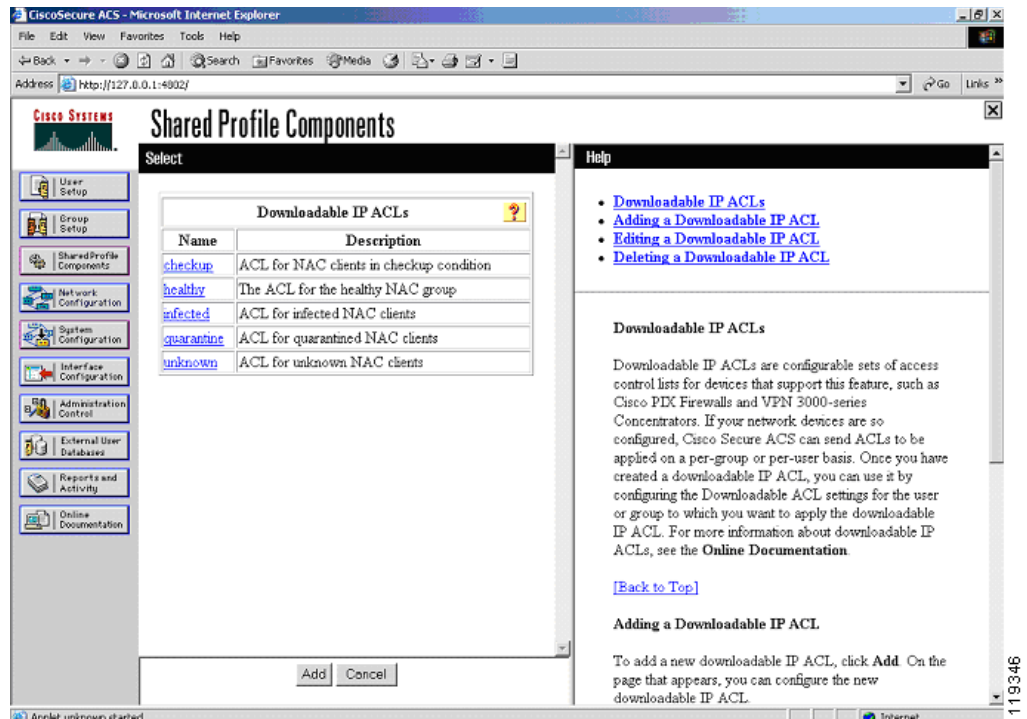 CiscoSecure ACS - Microsoft Internet Explorer
File Edit View Favorites Tools Help
Back Search Favorites Media
Address http://127.0.0.1:4802/ Go Links »
CISCO SYSTEMS
Shared Profile Components
User
Setup
Group
Setup
Shared Profile
Components
Network
Configuration
System
Configuration
Interface
Configuration
Administration
Control
External User
Databases
Reports and
Activity
Online
Documentation
Select
Downloadable IP ACLs ?
Name Description
checkup ACL for NAC clients in checkup condition
healthy The ACL for the healthy NAC group
infected ACL for infected NAC clients
quarantine ACL for quarantined NAC clients
unknown ACL for unknown NAC clients
Add Cancel
Help
• Downloadable IP ACLs
• Adding a Downloadable IP ACL
• Editing a Downloadable IP ACL
• Deleting a Downloadable IP ACL
Downloadable IP ACLs
Downloadable IP ACLs are configurable sets of access
control lists for devices that support this feature, such as
Cisco PIX Firewalls and VPN 3000-series
Concentrators. If your network devices are so
configured, Cisco Secure ACS can send ACLs to be
applied on a per-group or per-user basis. Once you have
created a downloadable IP ACL, you can use it by
configuring the Downloadable ACL settings for the user
or group to which you want to apply the downloadable
IP ACL. For more information about downloadable IP
ACLs, see the Online Documentation.
[Back to Top]
Adding a Downloadable IP ACL
To add a new downloadable IP ACL, click Add. On the
page that appears, you can configure the new
downloadable IP ACL.
Applet unknown started Internet
119346